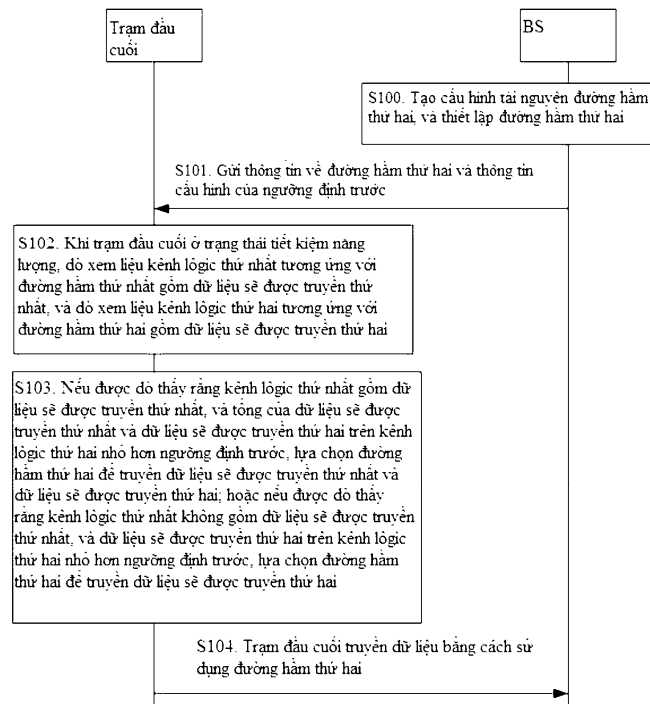 Trạm đầu
cuối
BS
S100. Tạo cấu hình tài nguyên đường hầm
thứ hai, và thiết lập đường hầm thứ hai
S101. Gửi thông tin về đường hầm thứ hai và thông tin
cấu hình của ngưỡng định trước
S102. Khi trạm đầu cuối ở trạng thái tiết kiệm năng
lượng, dò xem liệu kênh lôgic thứ nhất tương ứng với
đường hầm thứ nhất gồm dữ liệu sẽ được truyền thứ
nhất, và dò xem liệu kênh lôgic thứ hai tương ứng với
đường hầm thứ hai gồm dữ liệu sẽ được truyền thứ hai
S103. Nếu được dò thấy rằng kênh lôgic thứ nhất gồm dữ
liệu sẽ được truyền thứ nhất, và tổng của dữ liệu sẽ được
truyền thứ nhất và dữ liệu sẽ được truyền thứ hai trên kênh
lôgic thứ hai nhỏ hơn ngưỡng định trước, lựa chọn đường
hầm thứ hai để truyền dữ liệu sẽ được truyền thứ nhất và
dữ liệu sẽ được truyền thứ hai; hoặc nếu được dò thấy
rằng kênh lôgic thứ nhất không gồm dữ liệu sẽ được truyền
thứ nhất, và dữ liệu sẽ được truyền thứ hai trên kênh lôgic
thứ hai nhỏ hơn ngưỡng định trước, lựa chọn đường hầm
thứ hai để truyền dữ liệu sẽ được truyền thứ hai
S104. Trạm đầu cuối truyền dữ liệu bằng cách sử
dụng đường hầm thứ hai